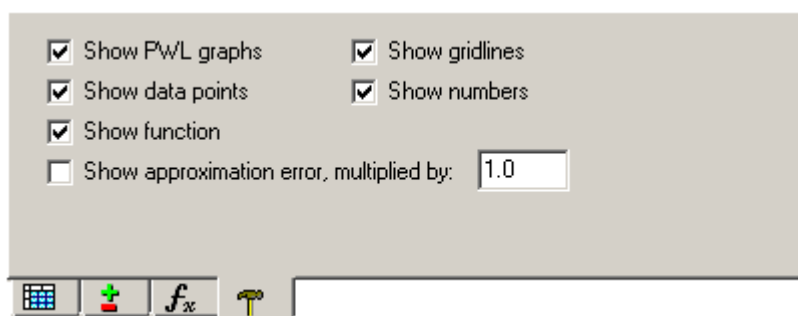 Show PWL graphs
Show gridlines
Show data points
Show numbers
Show function
Show approximation error, multiplied by: 1.0
fx